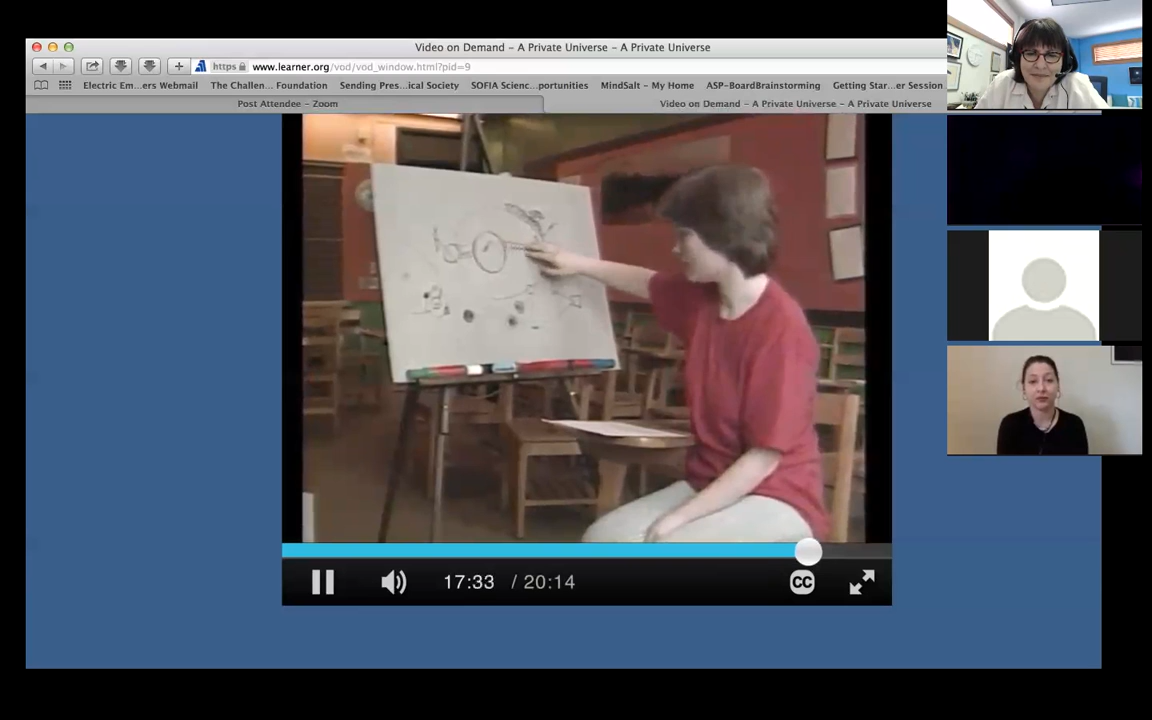 Video on Demand – A Private Universe – A Private Universe
https www.learner.org/vod/vod_window.html?pid=9
Electric Em...ers Webmail The Challen... Foundation Sending Pres...ical Society SOFIA Scienc...portunities MindSalt – My Home ASP-BoardBrainstorming Getting Star...er Session
Post Attendee – Zoom Video on Demand – A Private Universe – A Private Universe
17:33 / 20:14
CC